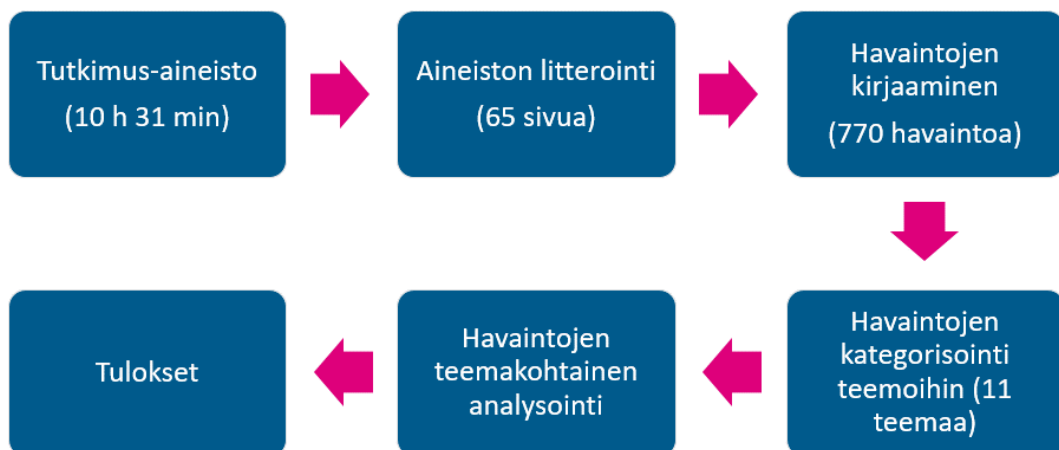 Tutkimus-aineisto
(10 h 31 min)
Aineiston litterointi
(65 sivua)
Havaintojen
kirjaaminen
(770 havaintoa)
Havaintojen
kategorisointi
teemoihin (11
teemaa)
Havaintojen
teemakohtainen
analysointi
Tulokset